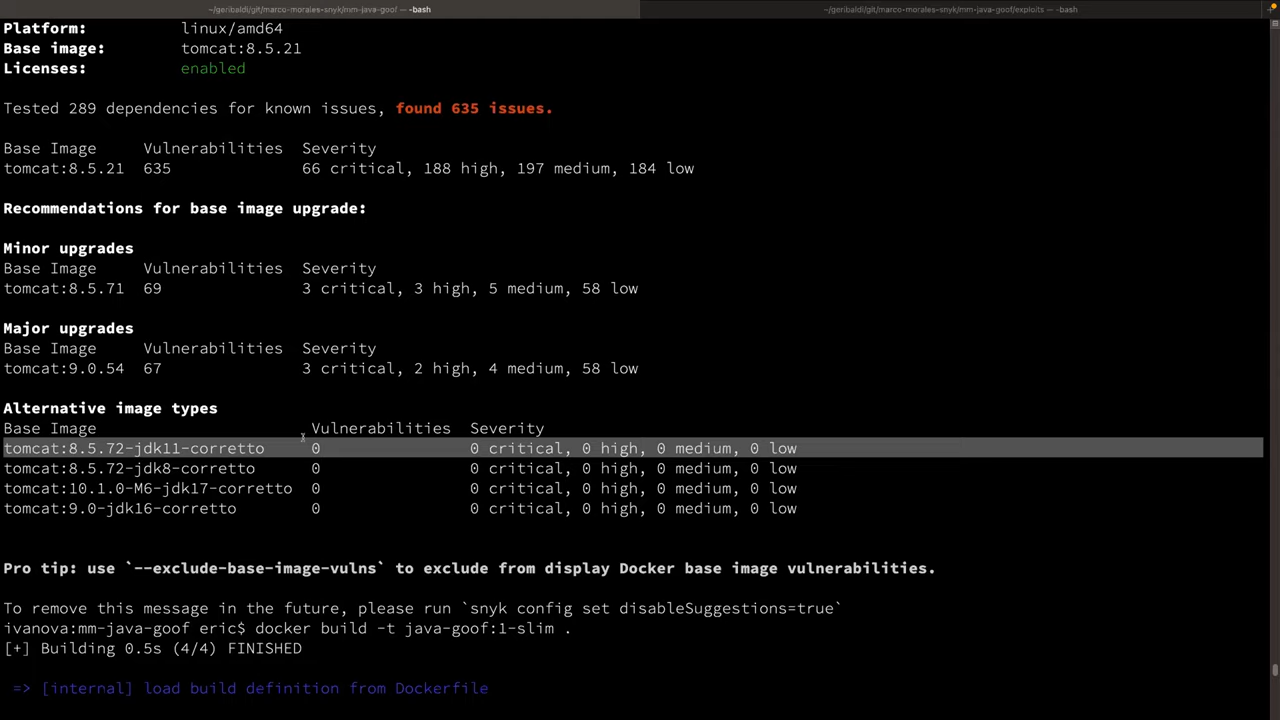 ~/geribaldi/git/marco-morales-snyk/mm-java-goof — -bash
~/geribaldi/git/marco-morales-snyk/mm-java-goof/exploits — -bash
Platform: linux/amd64
Base image: tomcat:8.5.21
Licenses: enabled
Tested 289 dependencies for known issues, found 635 issues.
Base Image Vulnerabilities Severity
tomcat:8.5.21 635 66 critical, 188 high, 197 medium, 184 low
Recommendations for base image upgrade:
Minor upgrades
Base Image Vulnerabilities Severity
tomcat:8.5.71 69 3 critical, 3 high, 5 medium, 58 low
Major upgrades
Base Image Vulnerabilities Severity
tomcat:9.0.54 67 3 critical, 2 high, 4 medium, 58 low
Alternative image types
Base Image Vulnerabilities Severity
tomcat:8.5.72-jdk11-corretto 0 0 critical, 0 high, 0 medium, 0 low
tomcat:8.5.72-jdk8-corretto 0 0 critical, 0 high, 0 medium, 0 low
tomcat:10.1.0-M6-jdk17-corretto 0 0 critical, 0 high, 0 medium, 0 low
tomcat:9.0-jdk16-corretto 0 0 critical, 0 high, 0 medium, 0 low
Pro tip: use `--exclude-base-image-vulns` to exclude from display Docker base image vulnerabilities.
To remove this message in the future, please run `snyk config set disableSuggestions=true`
ivanova:mm-java-goof eric$ docker build -t java-goof:1-slim .
[+] Building 0.5s (4/4) FINISHED
=> [internal] load build definition from Dockerfile